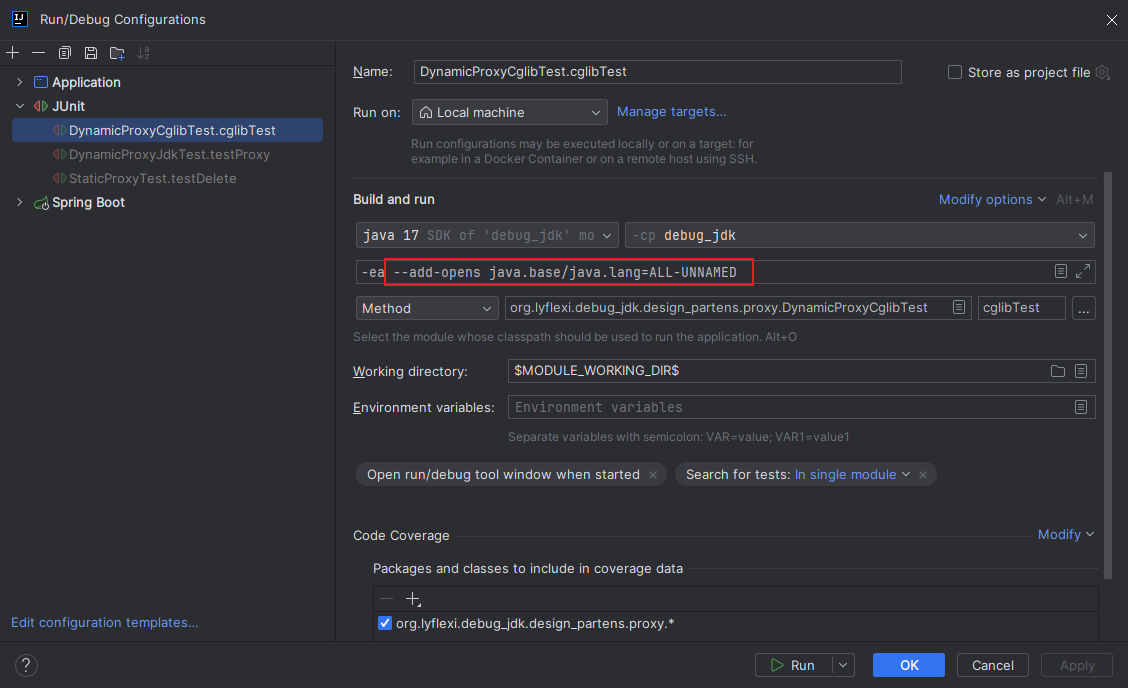 Run/Debug Configurations
Application
JUnit
DynamicProxyCglibTest.cglibTest
DynamicProxyJdkTest.testProxy
StaticProxyTest.testDelete
Spring Boot
Edit configuration templates...
Name: DynamicProxyCglibTest.cglibTest Store as project file
Run on: Local machine Manage targets...
Run configurations may be executed locally or on a target: for
example in a Docker Container or on a remote host using SSH.
Build and run Modify options Alt+M
java 17 SDK of 'debug_jdk' mo -cp debug_jdk
-ea --add-opens java.base/java.lang=ALL-UNNAMED
Method org.lyflexi.debug_jdk.design_partens.proxy.DynamicProxyCglibTest cglibTest ...
Select the module whose classpath should be used to run the application. Alt+O
Working directory: $MODULE_WORKING_DIR$
Environment variables: Environment variables
Separate variables with semicolon: VAR=value; VAR1=value1
Open run/debug tool window when started Search for tests: In single module
Code Coverage Modify
Packages and classes to include in coverage data
org.lyflexi.debug_jdk.design_partens.proxy.*
? Run OK Cancel Apply